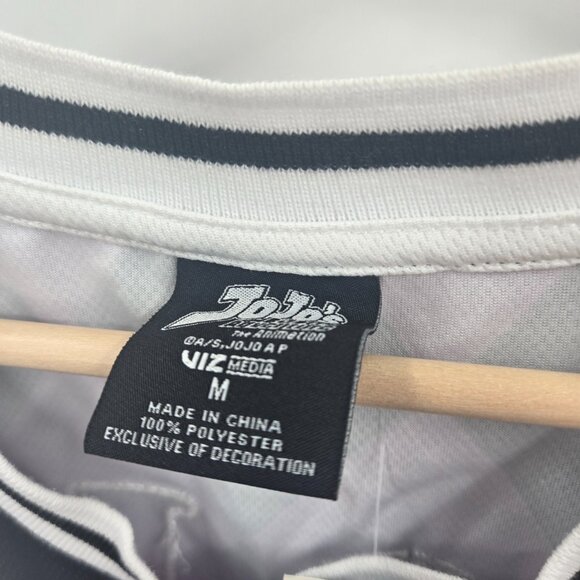 JoJo's
The Animation
©A/S,JOJO A P
VIZ MEDIA
M
MADE IN CHINA
100% POLYESTER
EXCLUSIVE OF DECORATION